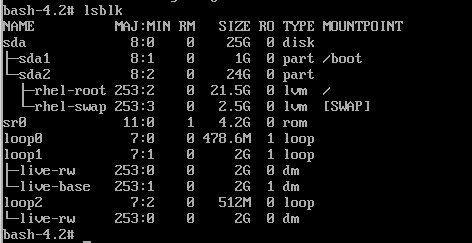 bash-4.2# lsblk
NAME MAJ:MIN RM SIZE RO TYPE MOUNTPOINT
sda 8:0 0 25G 0 disk
├─sda1 8:1 0 1G 0 part /boot
└─sda2 8:2 0 24G 0 part
  ├─rhel-root 253:2 0 21.5G 0 lvm /
  └─rhel-swap 253:3 0 2.5G 0 lvm [SWAP]
sr0 11:0 1 4.2G 0 rom
loop0 7:0 0 478.6M 1 loop
loop1 7:1 0 2G 1 loop
├─live-rw 253:0 0 2G 0 dm
└─live-base 253:1 0 2G 1 dm
loop2 7:2 0 512M 0 loop
└─live-rw 253:0 0 2G 0 dm
bash-4.2#